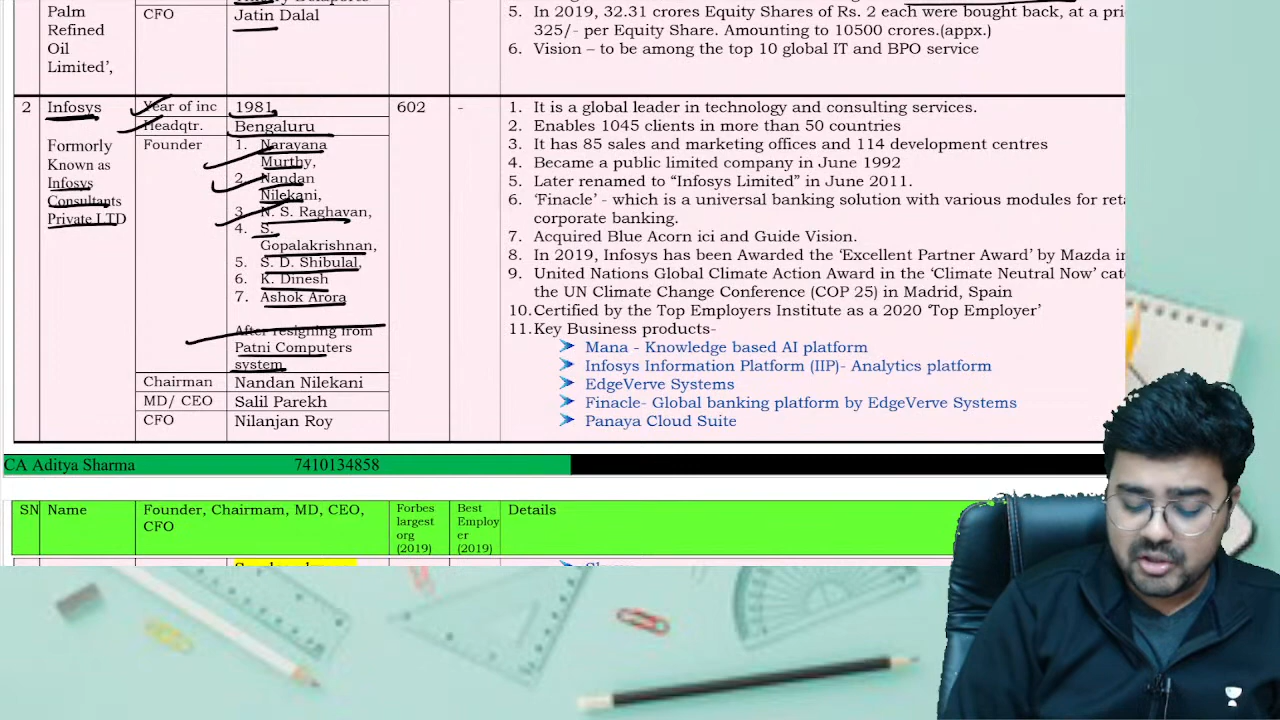 Palm
Refined
Oil
Limited’,
CFO
Jatin Dalal
5. In 2019, 32.31 crores Equity Shares of Rs. 2 each were bought back, at a pri
325/- per Equity Share. Amounting to 10500 crores.(appx.)
6. Vision – to be among the top 10 global IT and BPO service
2
Infosys
Formorly
Known as
Infosys
Consultants
Private LTD
Year of inc
1981
602
-
Headqtr.
Bengaluru
Founder
1. Narayana
Murthy,
2. Nandan
Nilekani,
3. N. S. Raghavan,
4. S.
Gopalakrishnan,
5. S. D. Shibulal,
6. K. Dinesh
7. Ashok Arora
After resigning from
Patni Computers
system
Chairman
Nandan Nilekani
MD/ CEO
Salil Parekh
CFO
Nilanjan Roy
1. It is a global leader in technology and consulting services.
2. Enables 1045 clients in more than 50 countries
3. It has 85 sales and marketing offices and 114 development centres
4. Became a public limited company in June 1992
5. Later renamed to “Infosys Limited” in June 2011.
6. ‘Finacle’ - which is a universal banking solution with various modules for reta
corporate banking.
7. Acquired Blue Acorn ici and Guide Vision.
8. In 2019, Infosys has been Awarded the ‘Excellent Partner Award’ by Mazda in
9. United Nations Global Climate Action Award in the ‘Climate Neutral Now’ cat
the UN Climate Change Conference (COP 25) in Madrid, Spain
10.Certified by the Top Employers Institute as a 2020 ‘Top Employer’
11.Key Business products-
Mana - Knowledge based AI platform
Infosys Information Platform (IIP)- Analytics platform
EdgeVerve Systems
Finacle- Global banking platform by EdgeVerve Systems
Panaya Cloud Suite
CA Aditya Sharma 7410134858
SN
Name
Founder, Chairmam, MD, CEO,
CFO
Forbes
largest
org
(2019)
Best
Employ
er
(2019)
Details